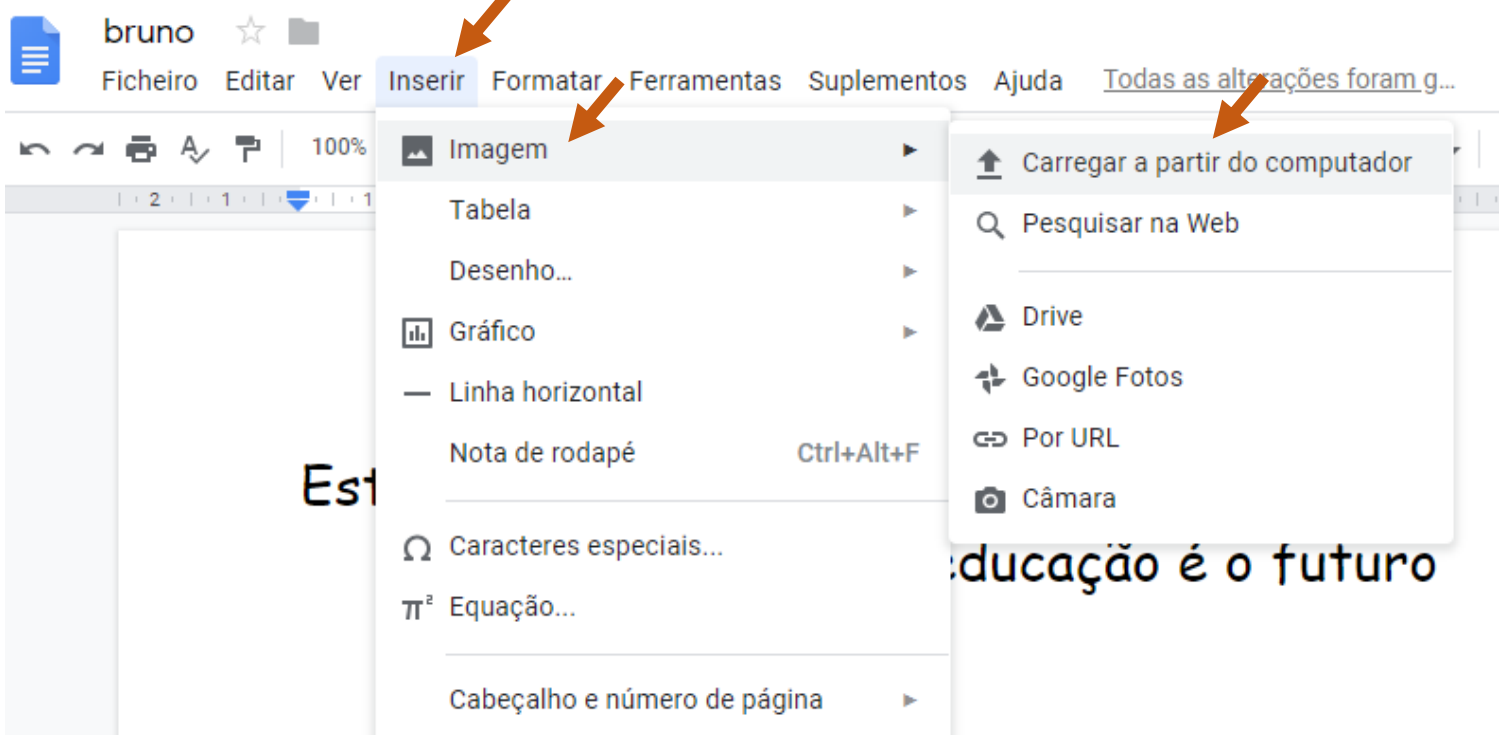 bruno
Ficheiro Editar Ver Inserir Formatar Ferramentas Suplementos Ajuda Todas as alterações foram g...
100%
2 1 1
Imagem
Tabela
Desenho...
Gráfico
Linha horizontal
Nota de rodapé Ctrl+Alt+F
Caracteres especiais...
Equação...
Cabeçalho e número de página
Carregar a partir do computador
Pesquisar na Web
Drive
Google Fotos
Por URL
Câmara
Est
educação é o futuro